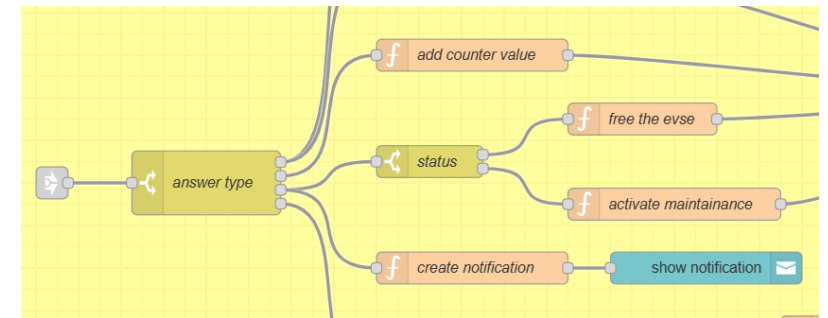 add counter value
free the evse
answer type
status
activate maintainance
create notification
show notification